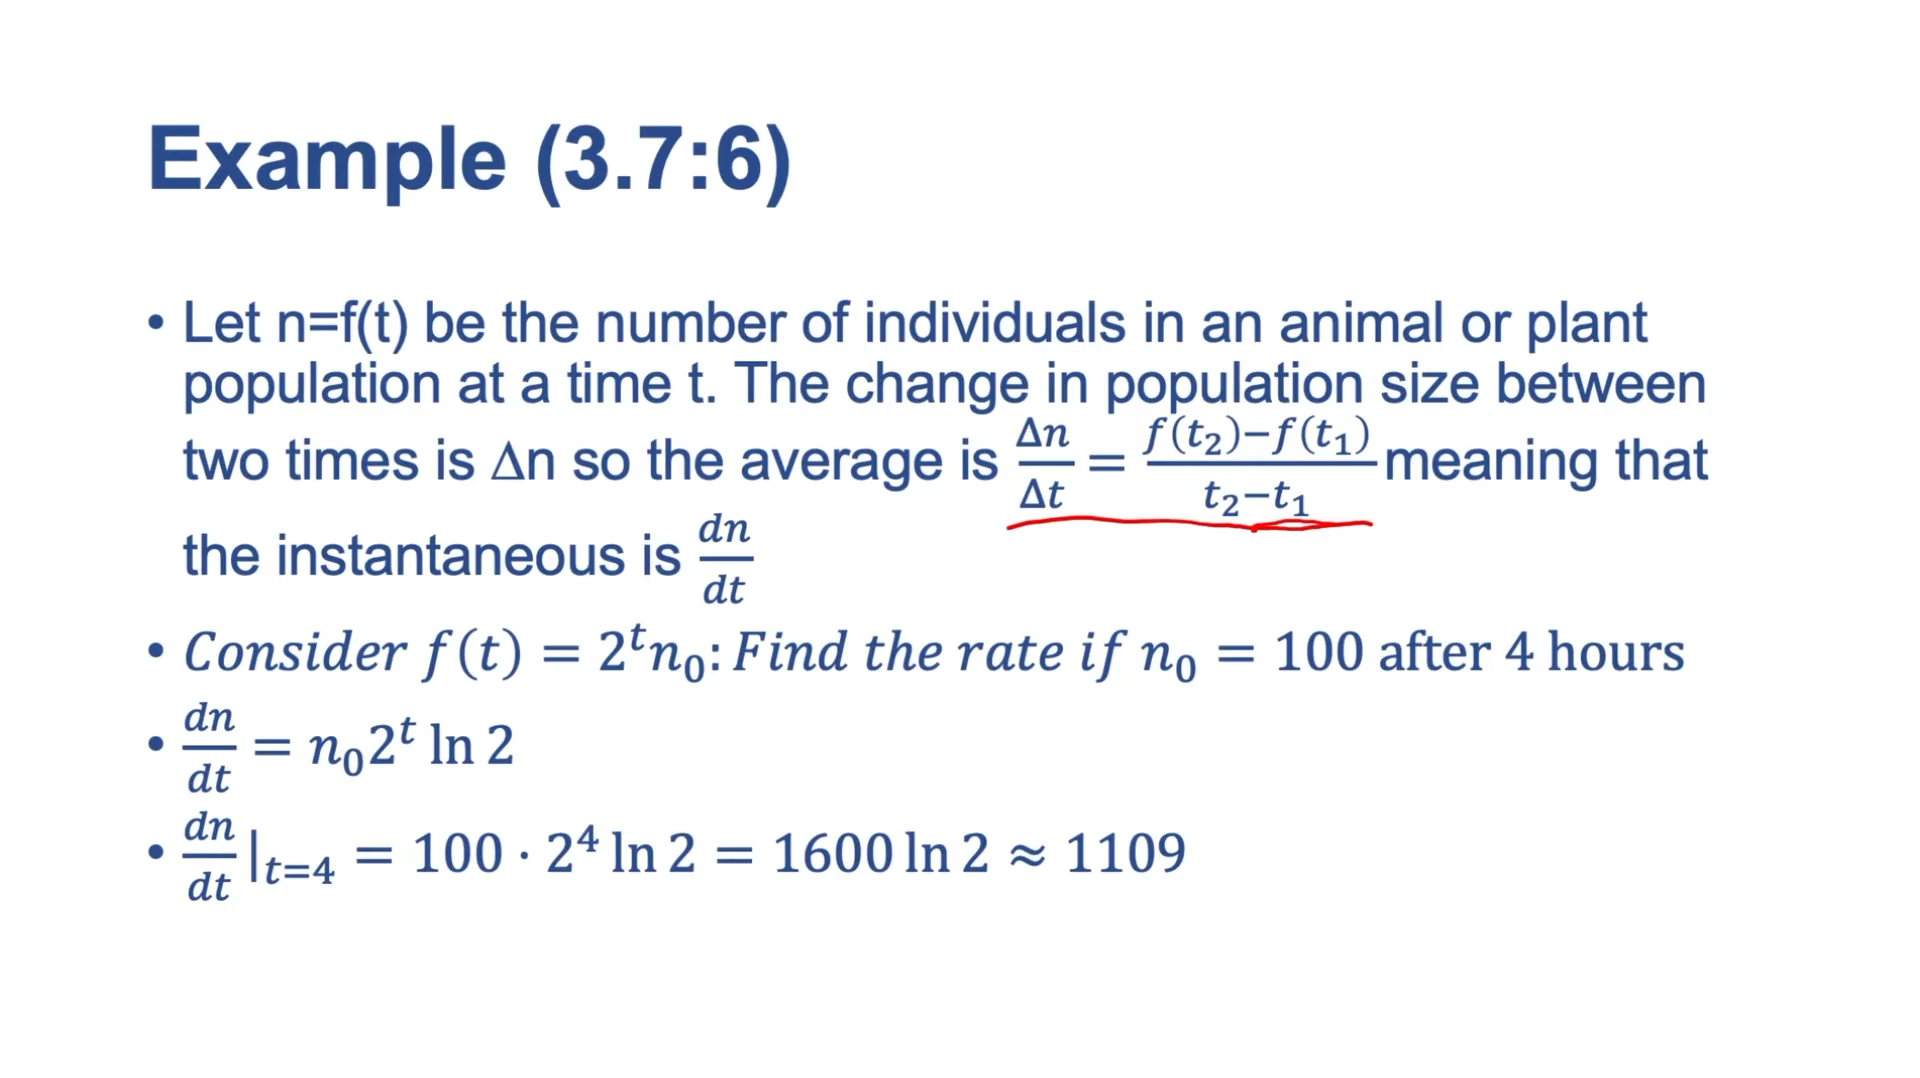 Example (3.7:6)
• Let n=f(t) be the number of individuals in an animal or plant
population at a time t. The change in population size between
two times is Δn so the average is Δn/Δt = f(t₂)−f(t₁)/t₂−t₁ meaning that
the instantaneous is dn/dt
• Consider f(t) = 2ᵗn₀: Find the rate if n₀ = 100 after 4 hours
• dn/dt = n₀2ᵗ ln 2
• dn/dt |ₜ₌₄ = 100 · 2⁴ ln 2 = 1600 ln 2 ≈ 1109